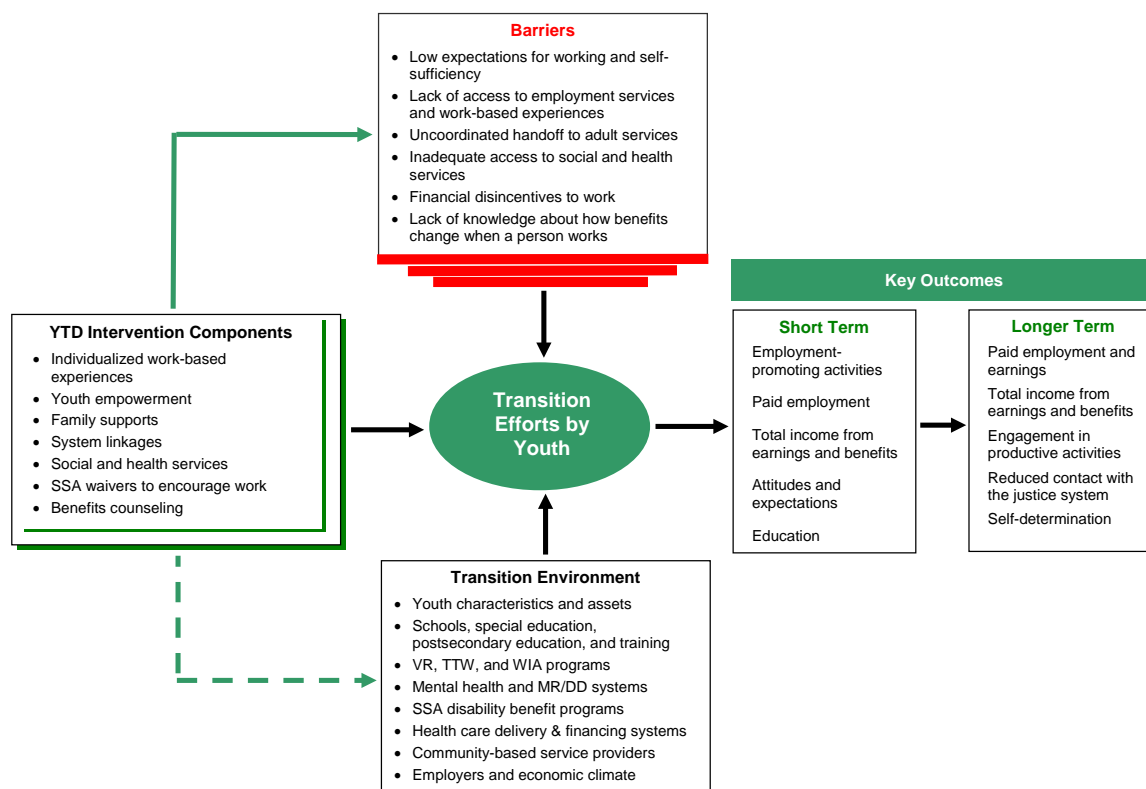 Barriers
• Low expectations for working and self-
sufficiency
• Lack of access to employment services
and work-based experiences
• Uncoordinated handoff to adult services
• Inadequate access to social and health
services
• Financial disincentives to work
• Lack of knowledge about how benefits
change when a person works
YTD Intervention Components
• Individualized work-based
experiences
• Youth empowerment
• Family supports
• System linkages
• Social and health services
• SSA waivers to encourage work
• Benefits counseling
Transition
Efforts by
Youth
Key Outcomes
Short Term
Employment-
promoting activities
Paid employment
Total income from
earnings and benefits
Attitudes and
expectations
Education
Longer Term
Paid employment and
earnings
Total income from
earnings and benefits
Engagement in
productive activities
Reduced contact with
the justice system
Self-determination
Transition Environment
• Youth characteristics and assets
• Schools, special education,
postsecondary education, and training
• VR, TTW, and WIA programs
• Mental health and MR/DD systems
• SSA disability benefit programs
• Health care delivery & financing systems
• Community-based service providers
• Employers and economic climate